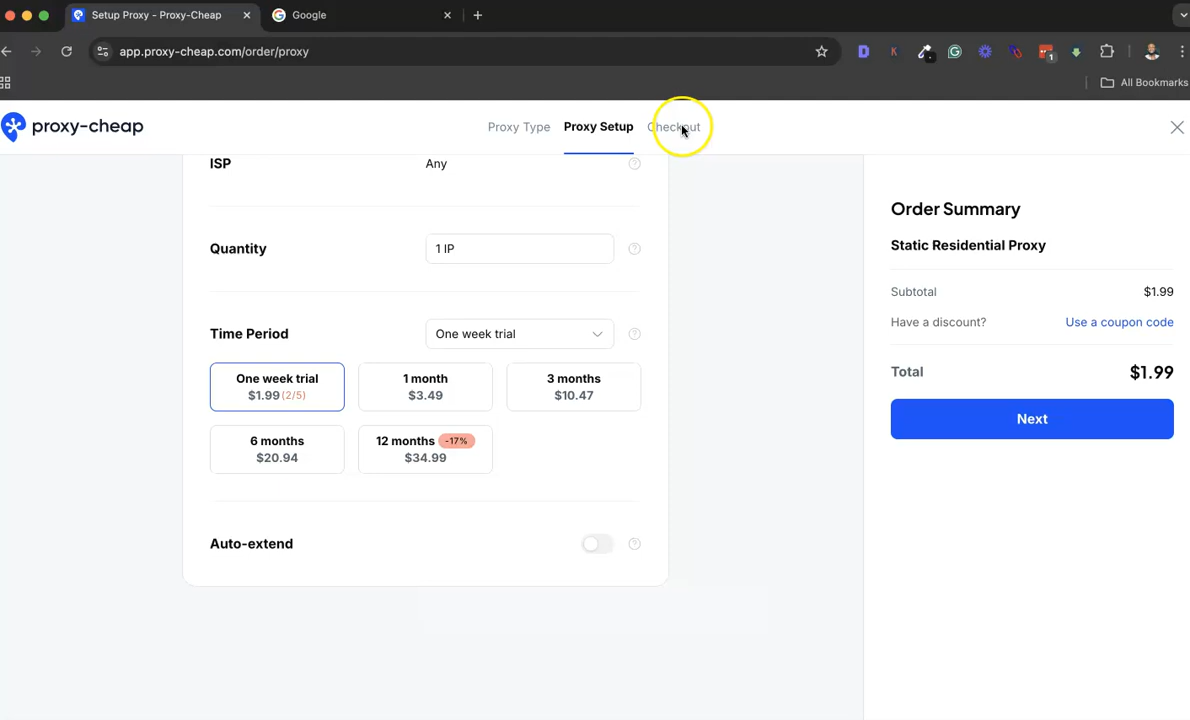 Setup Proxy – Proxy-Cheap
Google
app.proxy-cheap.com/order/proxy
1
All Bookmarks
proxy-cheap
Proxy Type
Proxy Setup
Checkout
ISP
Any
Quantity
1 IP
Time Period
One week trial
One week trial
$1.99 (2/5)
1 month
$3.49
3 months
$10.47
6 months
$20.94
12 months -17%
$34.99
Auto-extend
Order Summary
Static Residential Proxy
Subtotal $1.99
Have a discount? Use a coupon code
Total $1.99
Next